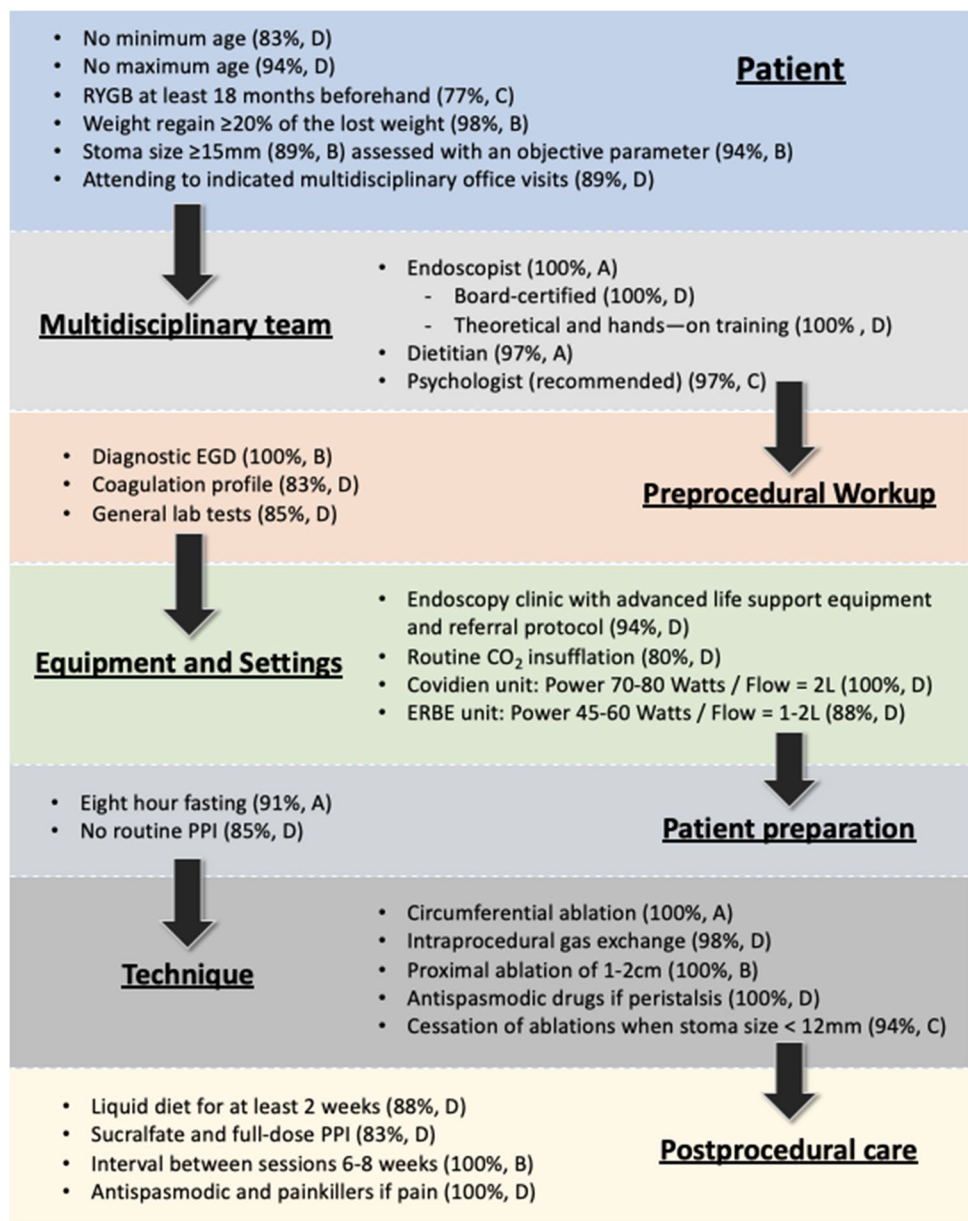 • No minimum age (83%, D)
• No maximum age (94%, D)
• RYGB at least 18 months beforehand (77%, C)
• Weight regain ≥20% of the lost weight (98%, B)
• Stoma size ≥15mm (89%, B) assessed with an objective parameter (94%, B)
• Attending to indicated multidisciplinary office visits (89%, D)
Patient
Multidisciplinary team
• Endoscopist (100%, A)
- Board-certified (100%, D)
- Theoretical and hands—on training (100% , D)
• Dietitian (97%, A)
• Psychologist (recommended) (97%, C)
• Diagnostic EGD (100%, B)
• Coagulation profile (83%, D)
• General lab tests (85%, D)
Preprocedural Workup
Equipment and Settings
• Endoscopy clinic with advanced life support equipment
and referral protocol (94%, D)
• Routine CO₂ insufflation (80%, D)
• Covidien unit: Power 70-80 Watts / Flow = 2L (100%, D)
• ERBE unit: Power 45-60 Watts / Flow = 1-2L (88%, D)
• Eight hour fasting (91%, A)
• No routine PPI (85%, D)
Patient preparation
Technique
• Circumferential ablation (100%, A)
• Intraprocedural gas exchange (98%, D)
• Proximal ablation of 1-2cm (100%, B)
• Antispasmodic drugs if peristalsis (100%, D)
• Cessation of ablations when stoma size < 12mm (94%, C)
• Liquid diet for at least 2 weeks (88%, D)
• Sucralfate and full-dose PPI (83%, D)
• Interval between sessions 6-8 weeks (100%, B)
• Antispasmodic and painkillers if pain (100%, D)
Postprocedural care